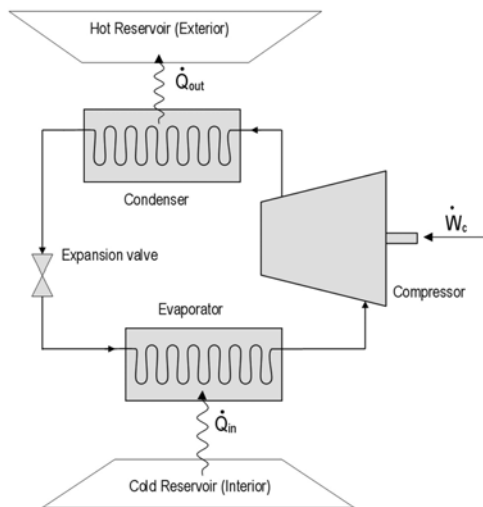 Hot Reservoir (Exterior)
Q̇out
Condenser
Expansion valve
Ẇc
Compressor
Evaporator
Q̇in
Cold Reservoir (Interior)